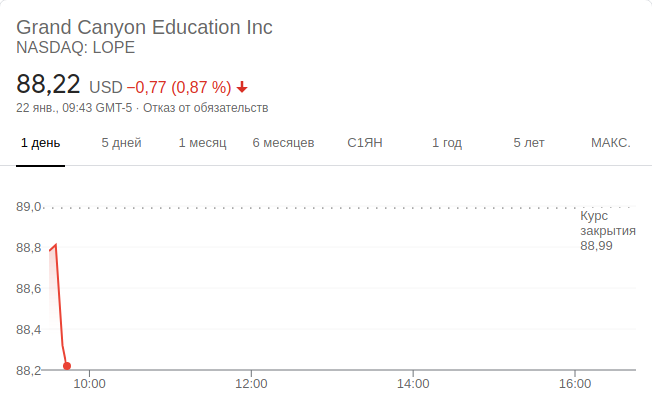 Grand Canyon Education Inc
NASDAQ: LOPE
88,22 USD −0,77 (0,87 %)
22 янв., 09:43 GMT-5 · Отказ от обязательств
1 день 5 дней 1 месяц 6 месяцев С1ЯН 1 год 5 лет МАКС.
89,0
Курс
закрытия
88,99
88,8
88,6
88,4
88,2
10:00 12:00 14:00 16:00